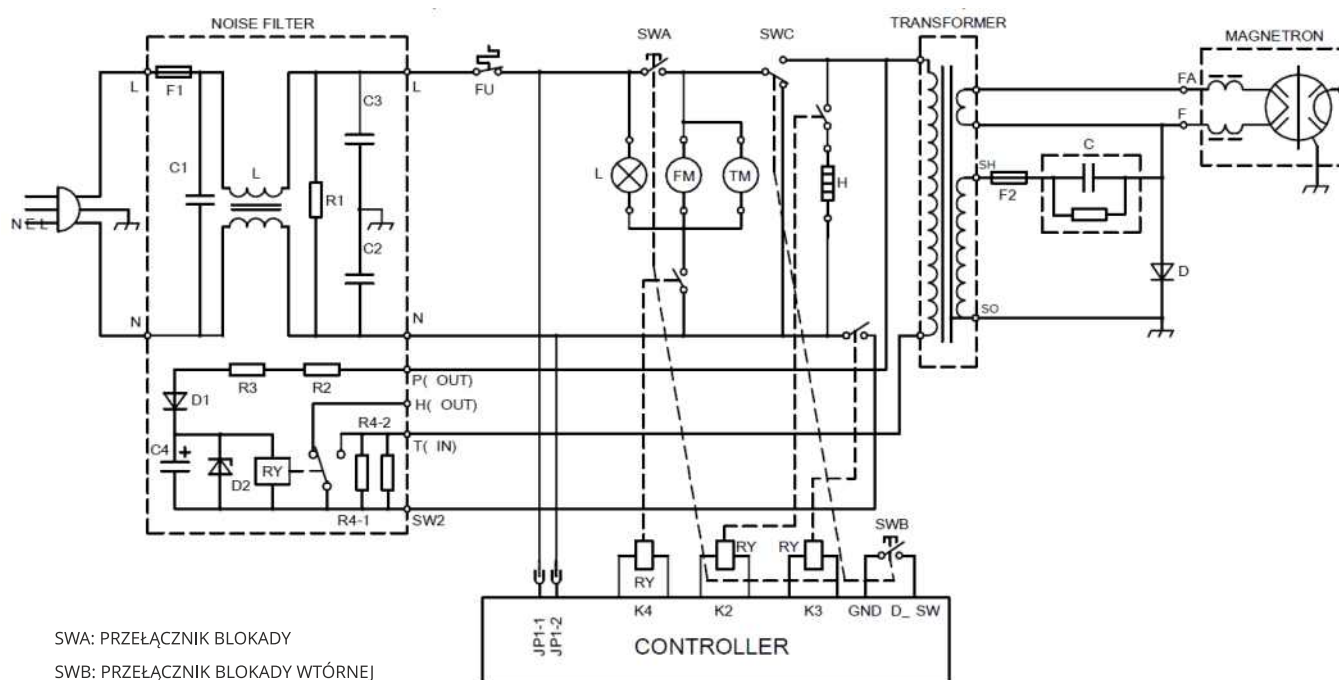 NOISE FILTER
TRANSFORMER
MAGNETRON
SWA
SWC
L
F1
L
FU
C3
C1
L
R1
C2
N E L
N
N
L
FM
TM
H
FA
F
SH
F2
C
D
SO
D1
R3
R2
P( OUT)
H( OUT)
R4-2
T( IN)
C4
+
D2
RY
R4-1
SW2
SWB
RY
RY
RY
K4
K2
K3
GND
D_ SW
JP1-1
JP1-2
CONTROLLER
SWA: PRZEŁĄCZNIK BLOKADY
SWB: PRZEŁĄCZNIK BLOKADY WTÓRNEJ